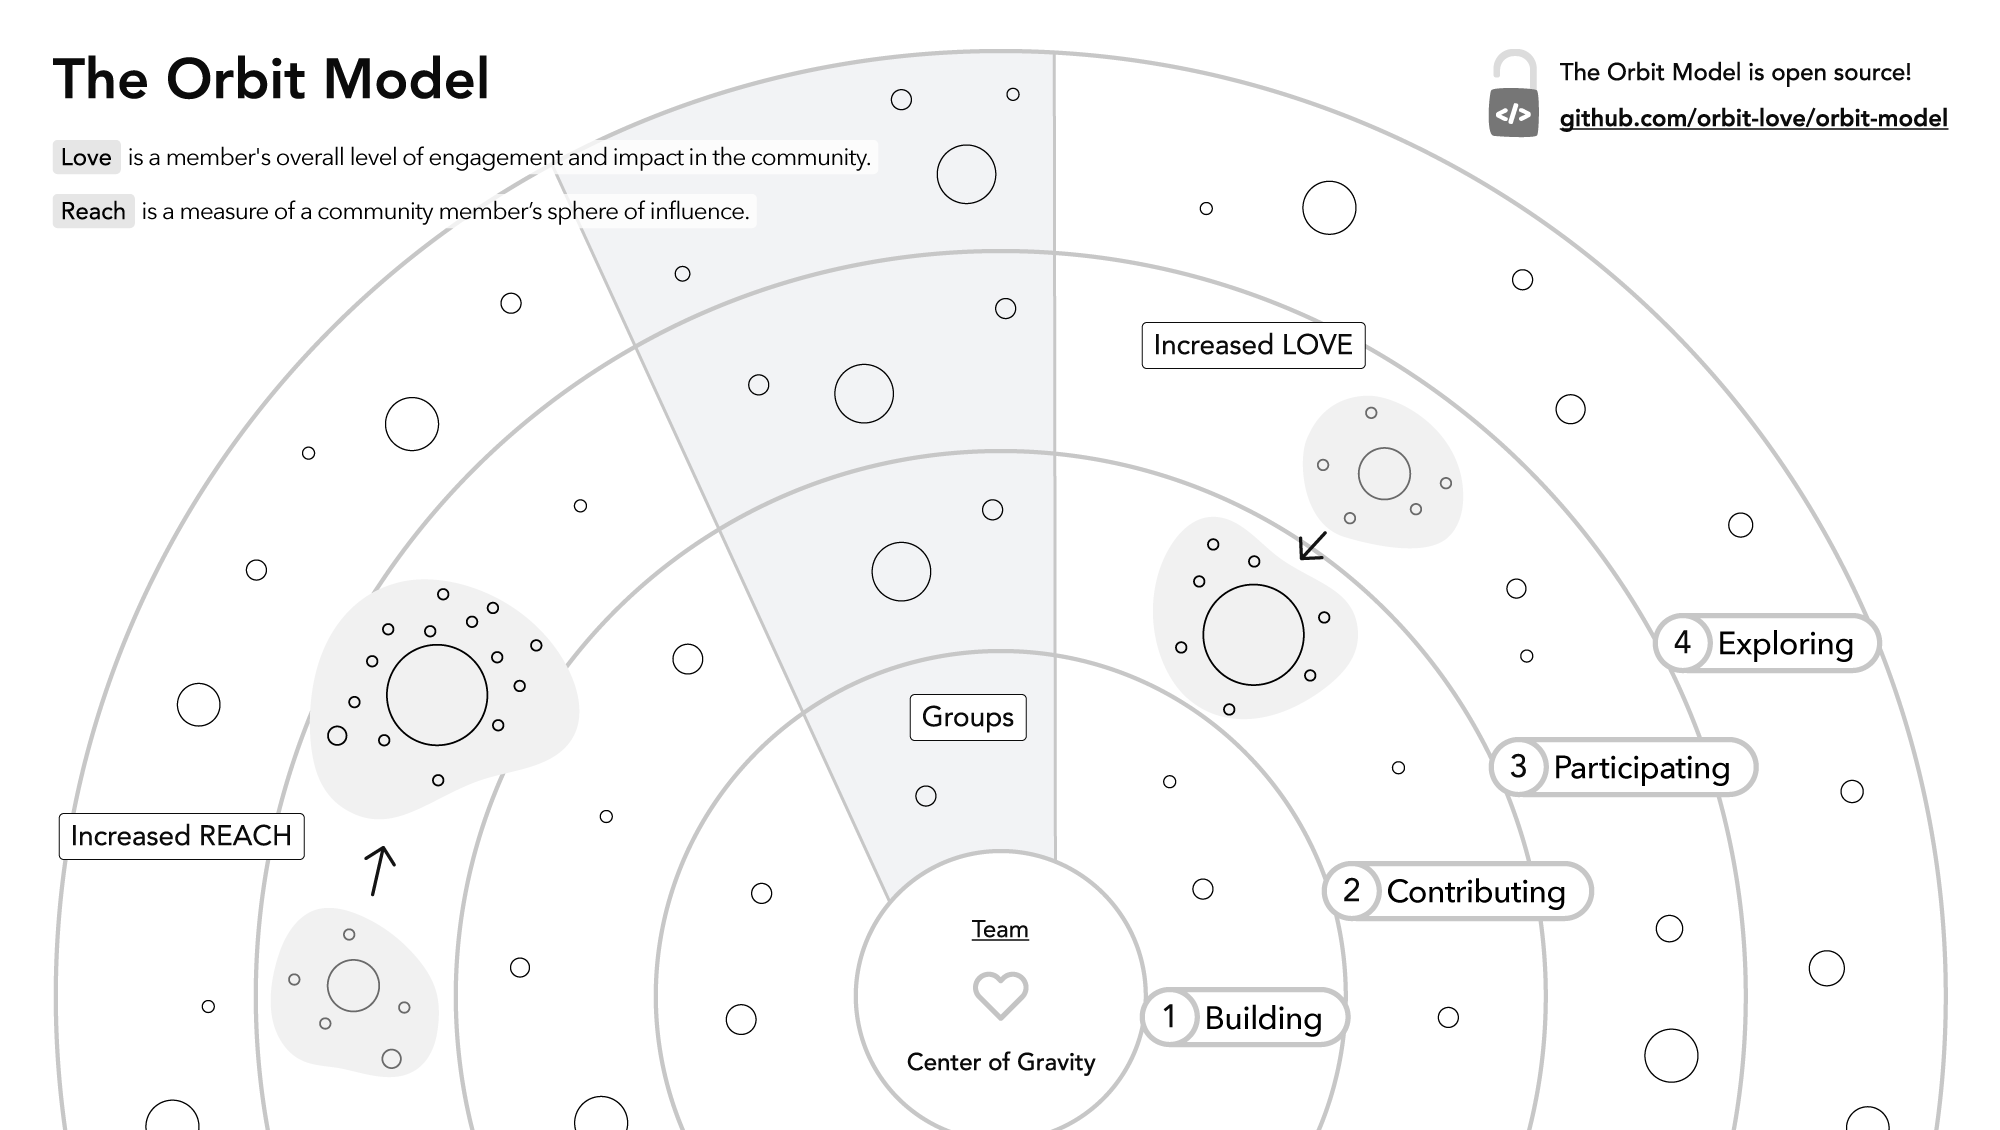 The Orbit Model
Love is a member's overall level of engagement and impact in the community.
Reach is a measure of a community member’s sphere of influence.
</>
The Orbit Model is open source!
github.com/orbit-love/orbit-model
Increased LOVE
4 Exploring
Groups
3 Participating
Increased REACH
2 Contributing
Team
1 Building
Center of Gravity